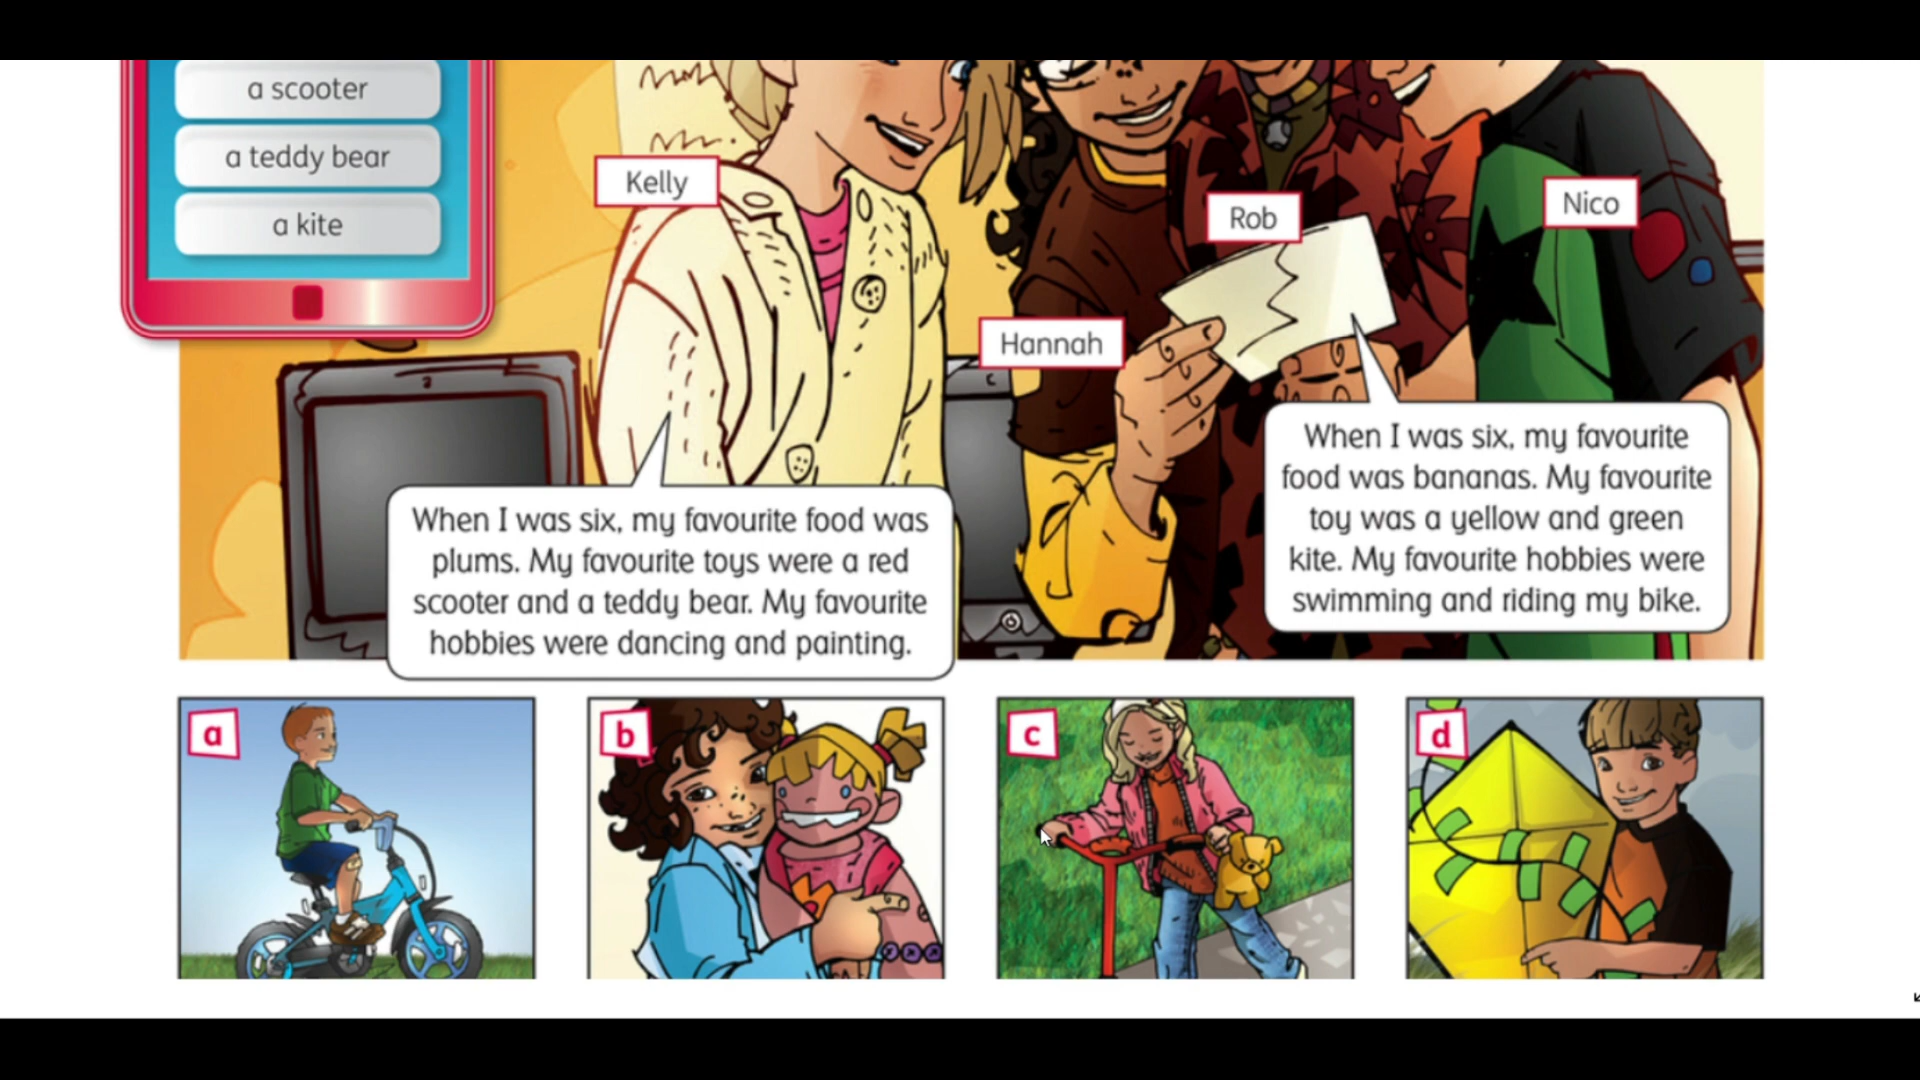 a scooter
a teddy bear
a kite
Kelly
Rob
Nico
Hannah
When I was six, my favourite food was
plums. My favourite toys were a red
scooter and a teddy bear. My favourite
hobbies were dancing and painting.
When I was six, my favourite
food was bananas. My favourite
toy was a yellow and green
kite. My favourite hobbies were
swimming and riding my bike.
a
b
c
d